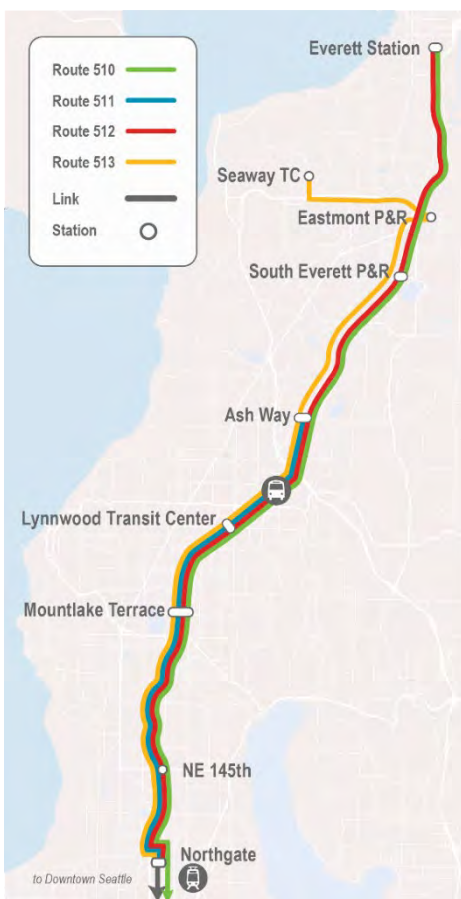 Route 510
Route 511
Route 512
Route 513
Link
Station
Everett Station
Seaway TC
Eastmont P&R
South Everett P&R
Ash Way
Lynnwood Transit Center
Mountlake Terrace
NE 145th
Northgate
to Downtown Seattle